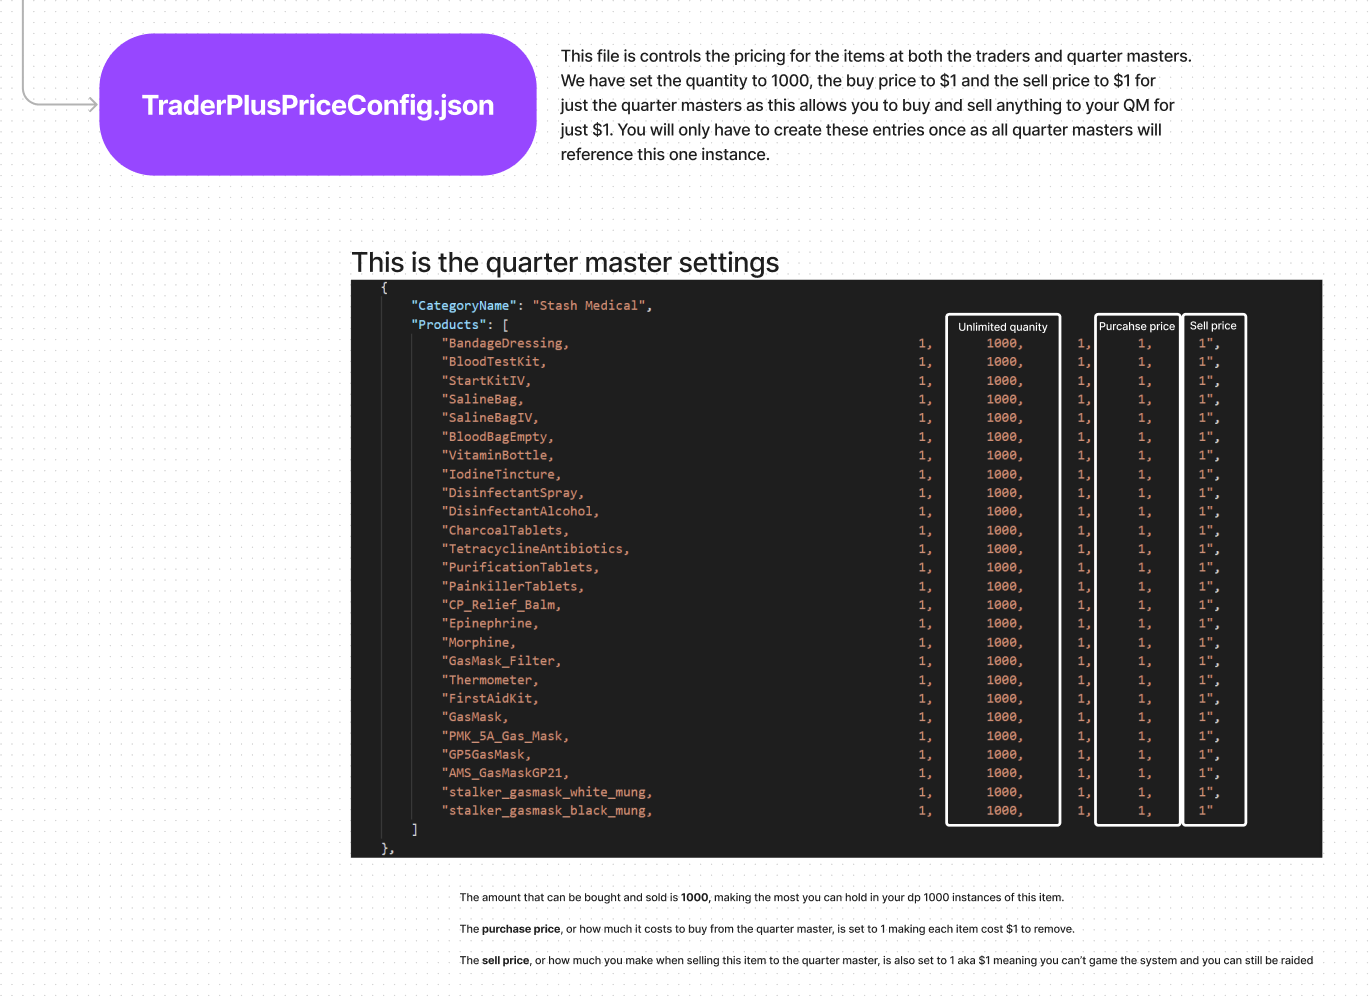 TraderPlusPriceConfig.json
This file is controls the pricing for the items at both the traders and quarter masters.
We have set the quantity to 1000, the buy price to $1 and the sell price to $1 for
just the quarter masters as this allows you to buy and sell anything to your QM for
just $1. You will only have to create these entries once as all quarter masters will
reference this one instance.
This is the quarter master settings
{
"CategoryName": "Stash Medical",
"Products": [
Unlimited quanity Purcahse price Sell price
"BandageDressing, 1, 1000, 1, 1, 1",
"BloodTestKit, 1, 1000, 1, 1, 1",
"StartKitIV, 1, 1000, 1, 1, 1",
"SalineBag, 1, 1000, 1, 1, 1",
"SalineBagIV, 1, 1000, 1, 1, 1",
"BloodBagEmpty, 1, 1000, 1, 1, 1",
"VitaminBottle, 1, 1000, 1, 1, 1",
"IodineTincture, 1, 1000, 1, 1, 1",
"DisinfectantSpray, 1, 1000, 1, 1, 1",
"DisinfectantAlcohol, 1, 1000, 1, 1, 1",
"CharcoalTablets, 1, 1000, 1, 1, 1",
"TetracyclineAntibiotics, 1, 1000, 1, 1, 1",
"PurificationTablets, 1, 1000, 1, 1, 1",
"PainkillerTablets, 1, 1000, 1, 1, 1",
"CP_Relief_Balm, 1, 1000, 1, 1, 1",
"Epinephrine, 1, 1000, 1, 1, 1",
"Morphine, 1, 1000, 1, 1, 1",
"GasMask_Filter, 1, 1000, 1, 1, 1",
"Thermometer, 1, 1000, 1, 1, 1",
"FirstAidKit, 1, 1000, 1, 1, 1",
"GasMask, 1, 1000, 1, 1, 1",
"PMK_5A_Gas_Mask, 1, 1000, 1, 1, 1",
"GP5GasMask, 1, 1000, 1, 1, 1",
"AMS_GasMaskGP21, 1, 1000, 1, 1, 1",
"stalker_gasmask_white_mung, 1, 1000, 1, 1, 1",
"stalker_gasmask_black_mung, 1, 1000, 1, 1, 1"
]
},
The amount that can be bought and sold is 1000, making the most you can hold in your dp 1000 instances of this item.
The purchase price, or how much it costs to buy from the quarter master, is set to 1 making each item cost $1 to remove.
The sell price, or how much you make when selling this item to the quarter master, is also set to 1 aka $1 meaning you can't game the system and you can still be raided